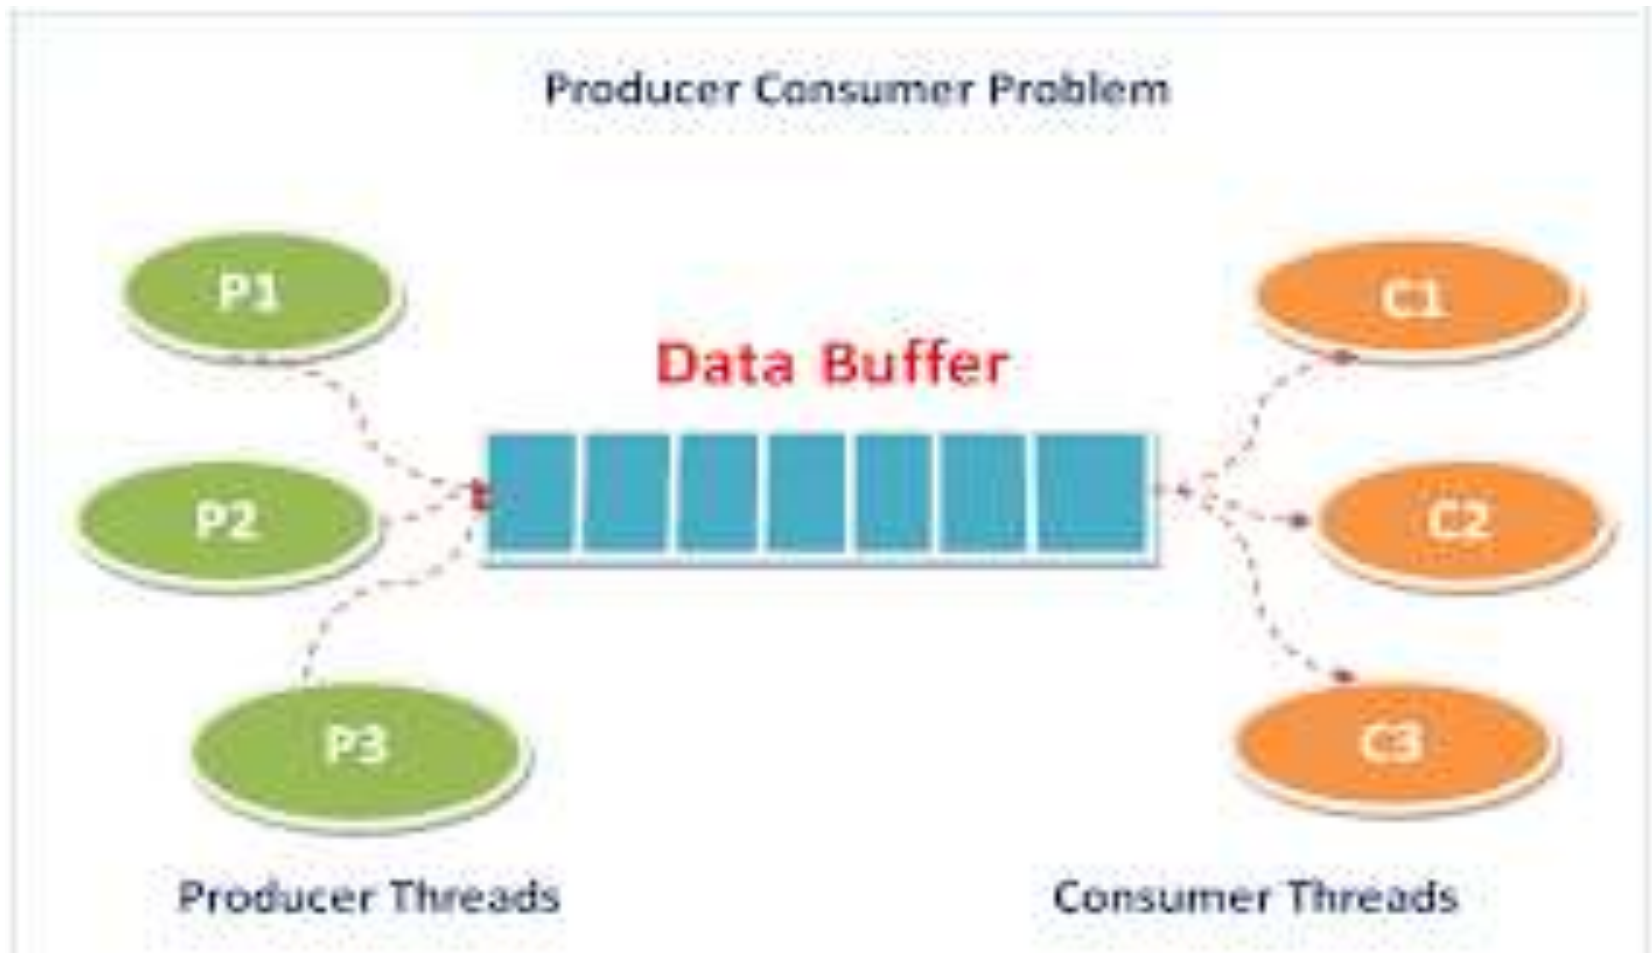 Producer Consumer Problem
P1
C1
Data Buffer
P2
C2
P3
C3
Producer Threads
Consumer Threads